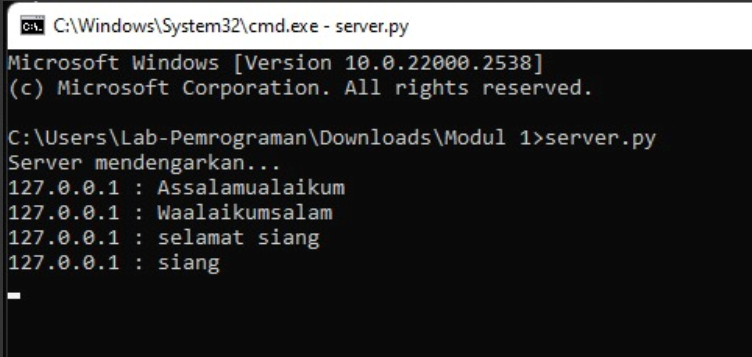 C:\Windows\System32\cmd.exe - server.py
Microsoft Windows [Version 10.0.22000.2538]
(c) Microsoft Corporation. All rights reserved.
C:\Users\Lab-Pemrograman\Downloads\Modul 1>server.py
Server mendengarkan...
127.0.0.1 : Assalamualaikum
127.0.0.1 : Waalaikumsalam
127.0.0.1 : selamat siang
127.0.0.1 : siang